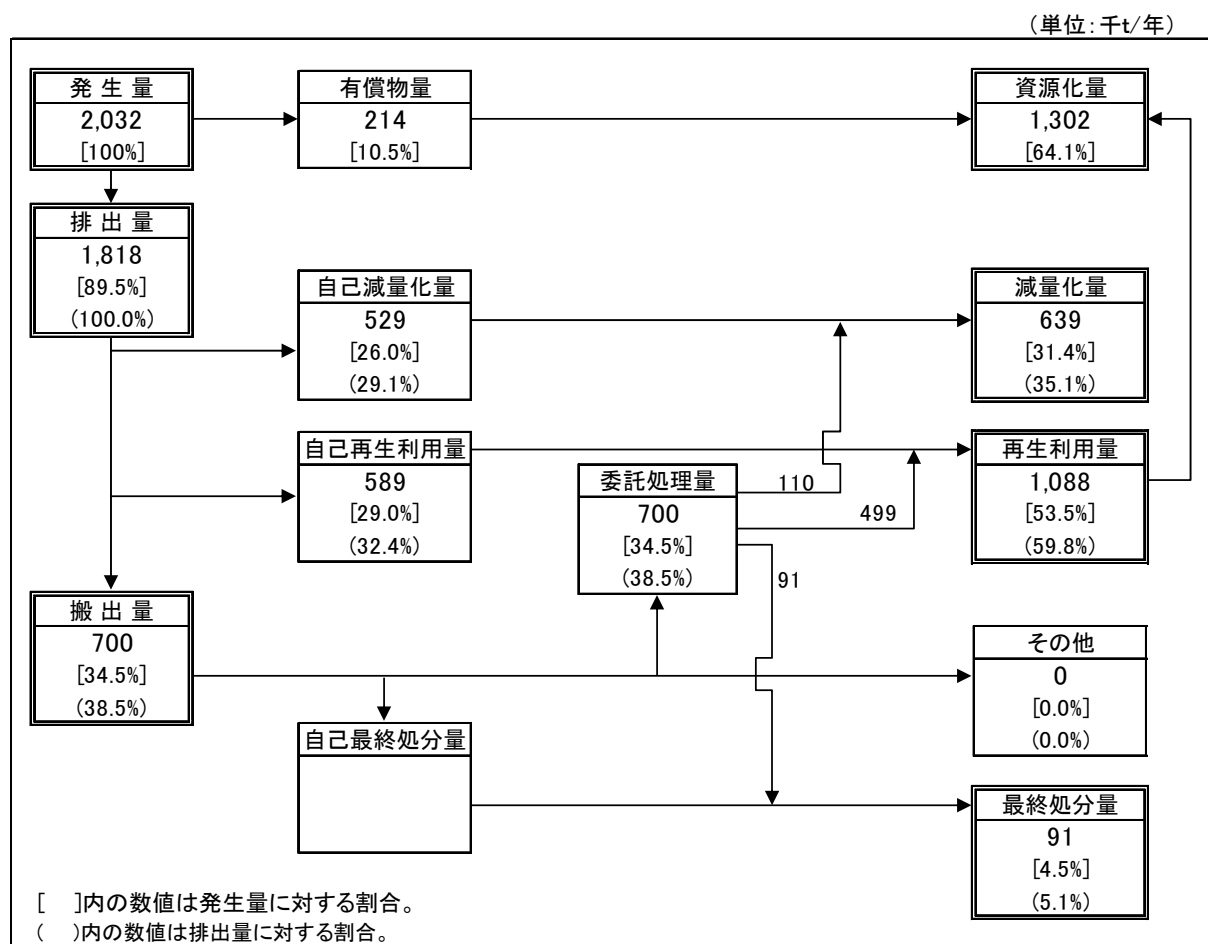 (単位：千t/年)
発 生 量
2,032
[100%]
有償物量
214
[10.5%]
資源化量
1,302
[64.1%]
排 出 量
1,818
[89.5%]
(100.0%)
自己減量化量
529
[26.0%]
(29.1%)
減量化量
639
[31.4%]
(35.1%)
自己再生利用量
589
[29.0%]
(32.4%)
委託処理量
700
[34.5%]
(38.5%)
110
499
91
再生利用量
1,088
[53.5%]
(59.8%)
搬 出 量
700
[34.5%]
(38.5%)
その他
0
[0.0%]
(0.0%)
自己最終処分量
最終処分量
91
[4.5%]
(5.1%)
[　]内の数値は発生量に対する割合。
(　)内の数値は排出量に対する割合。